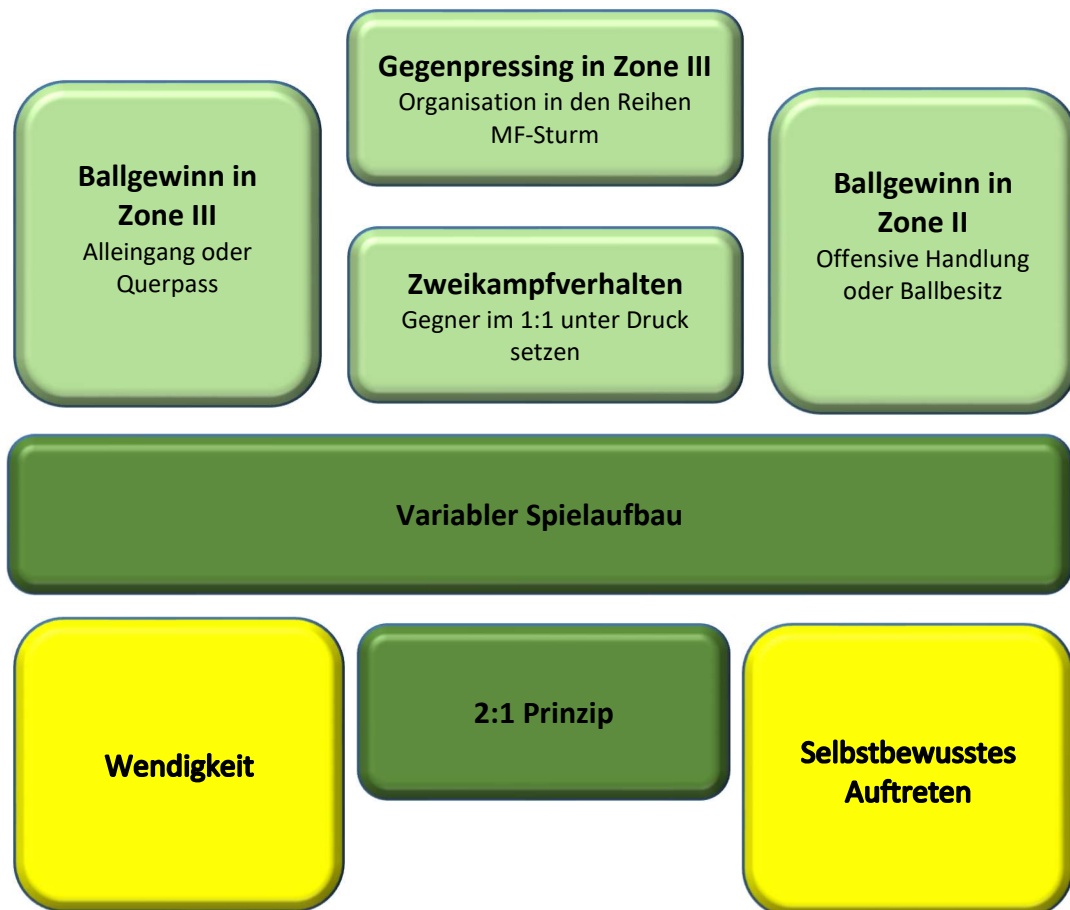 Gegenpressing in Zone III
Organisation in den Reihen
MF-Sturm
Ballgewinn in
Zone III
Alleingang oder
Querpass
Zweikampfverhalten
Gegner im 1:1 unter Druck
setzen
Ballgewinn in
Zone II
Offensive Handlung
oder Ballbesitz
Variabler Spielaufbau
Wendigkeit
2:1 Prinzip
Selbstbewusstes
Auftreten